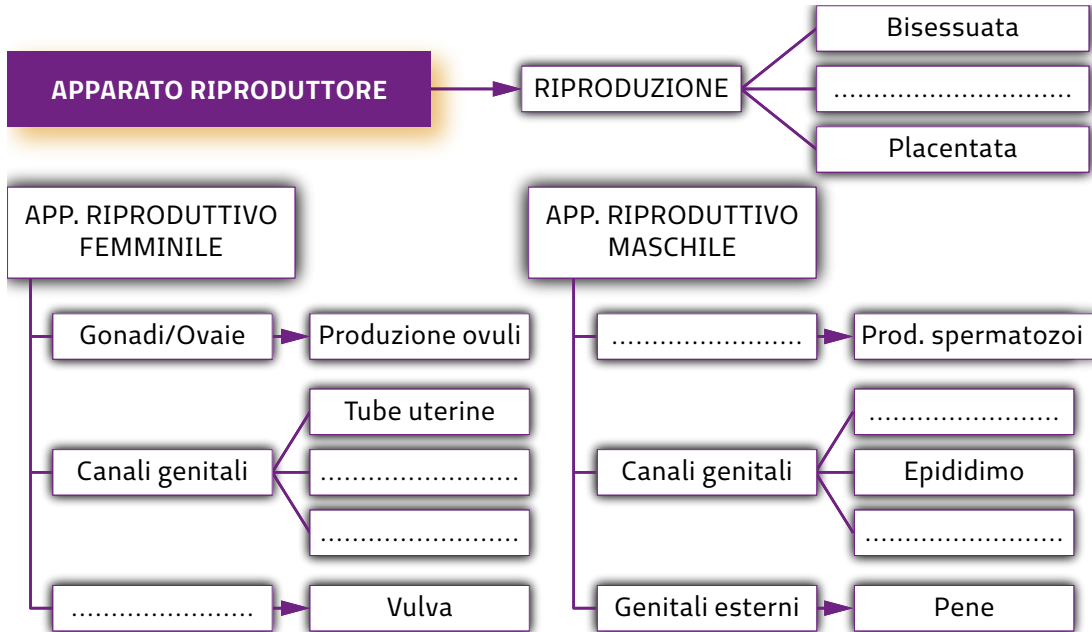 Bisessuata
APPARATO RIPRODUTTORE
RIPRODUZIONE
..............................
Placentata
APP. RIPRODUTTIVO
FEMMINILE
APP. RIPRODUTTIVO
MASCHILE
Gonadi/Ovaie
Produzione ovuli
........................
Prod. spermatozoi
Tube uterine
........................
Canali genitali
.........................
Canali genitali
Epididimo
.........................
.........................
.......................
Vulva
Genitali esterni
Pene